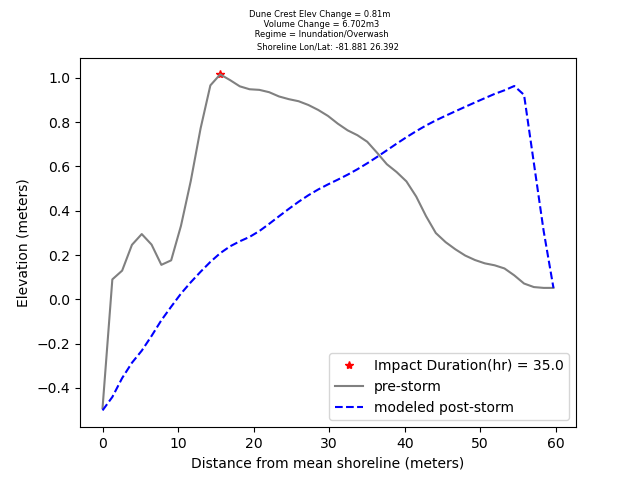 Dune Crest Elev Change = 0.81m
Volume Change = 6.702m3
Regime = Inundation/Overwash
Shoreline Lon/Lat: -81.881 26.392
1.0
0.8
0.6
0.4
0.2
0.0
−0.2
−0.4
Elevation (meters)
Impact Duration(hr) = 35.0
pre-storm
modeled post-storm
0 10 20 30 40 50 60
Distance from mean shoreline (meters)